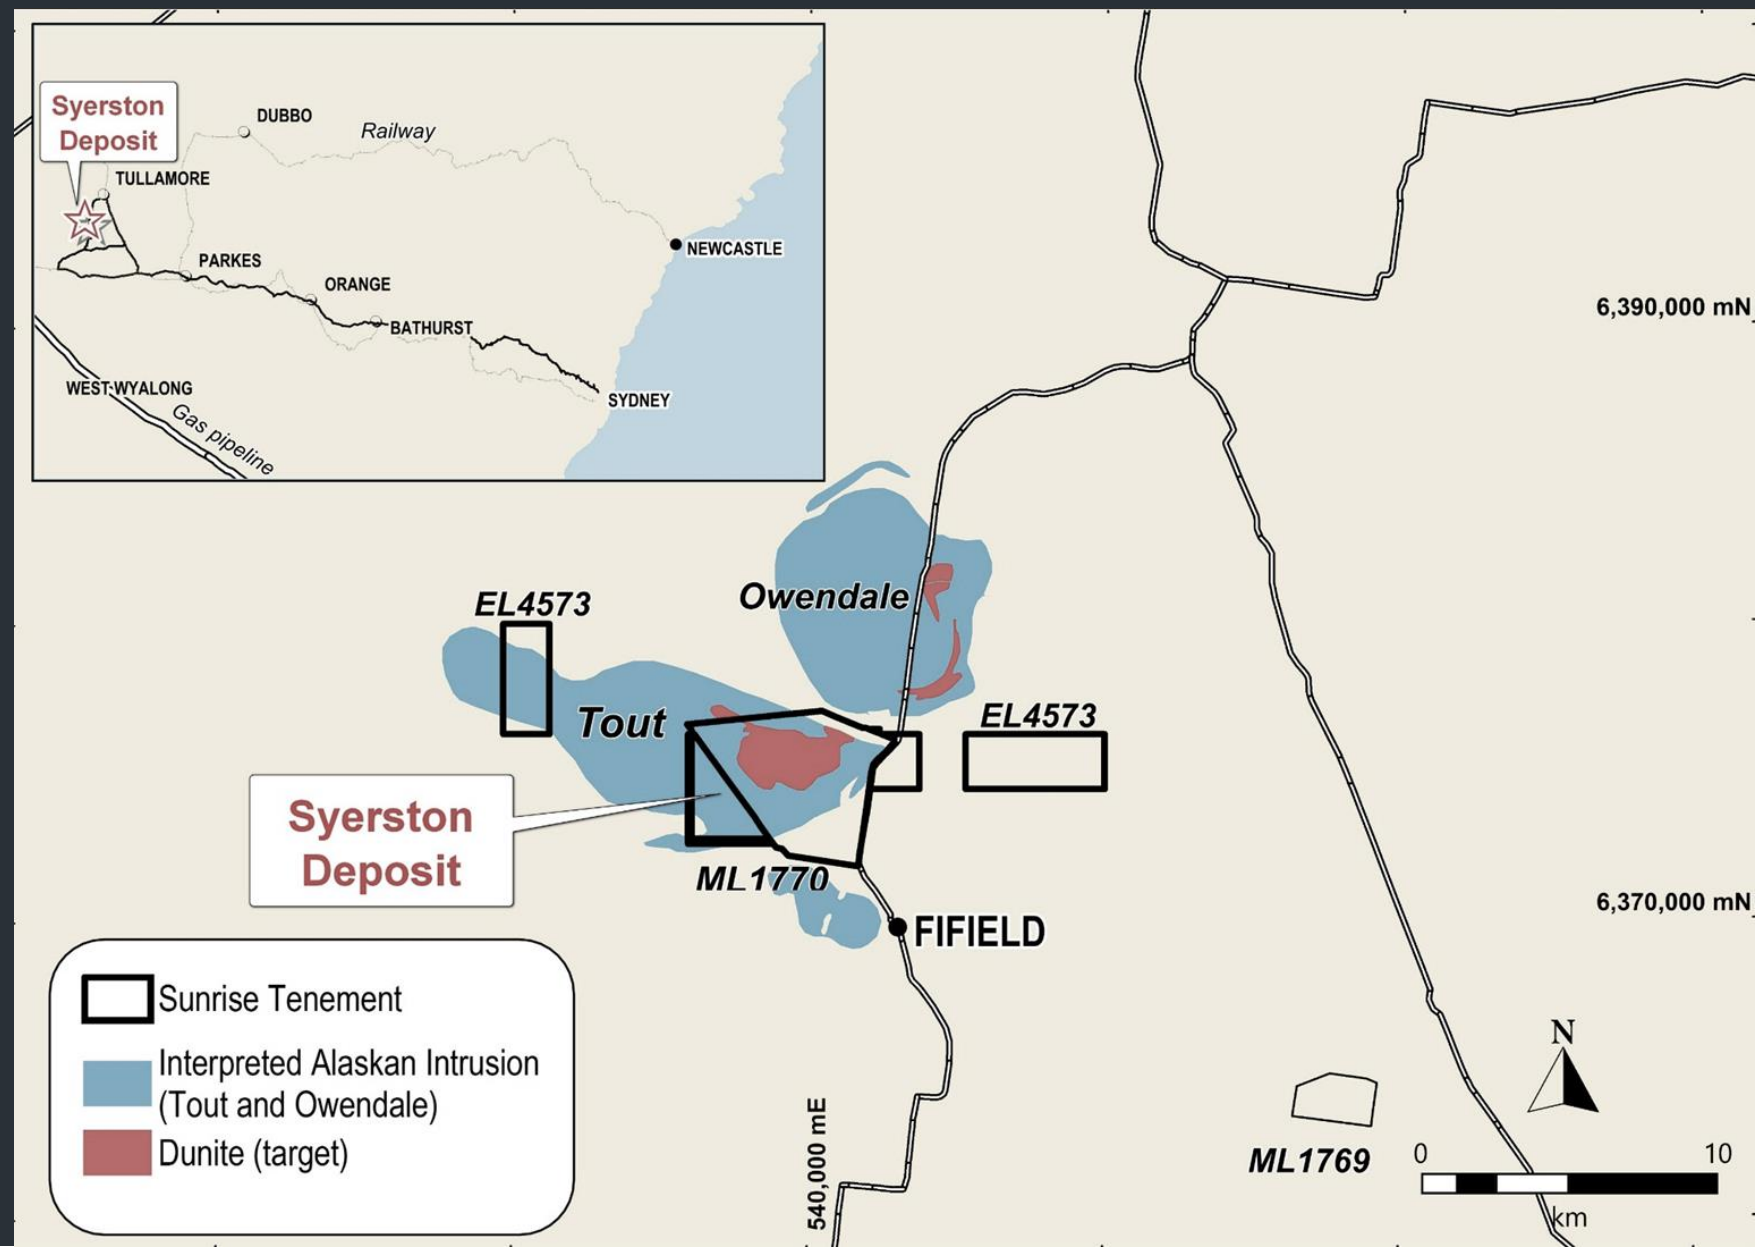 Syerston
Deposit
DUBBO
Railway
TULLAMORE
NEWCASTLE
PARKES
ORANGE
BATHURST
WEST-WYALONG
SYDNEY
Gas pipeline
6,390,000 mN
Owendale
EL4573
Tout
EL4573
Syerston
Deposit
ML1770
6,370,000 mN
FIFIELD
Sunrise Tenement
Interpreted Alaskan Intrusion
(Tout and Owendale)
Dunite (target)
540,000 mE
N
ML1769
0 10
km